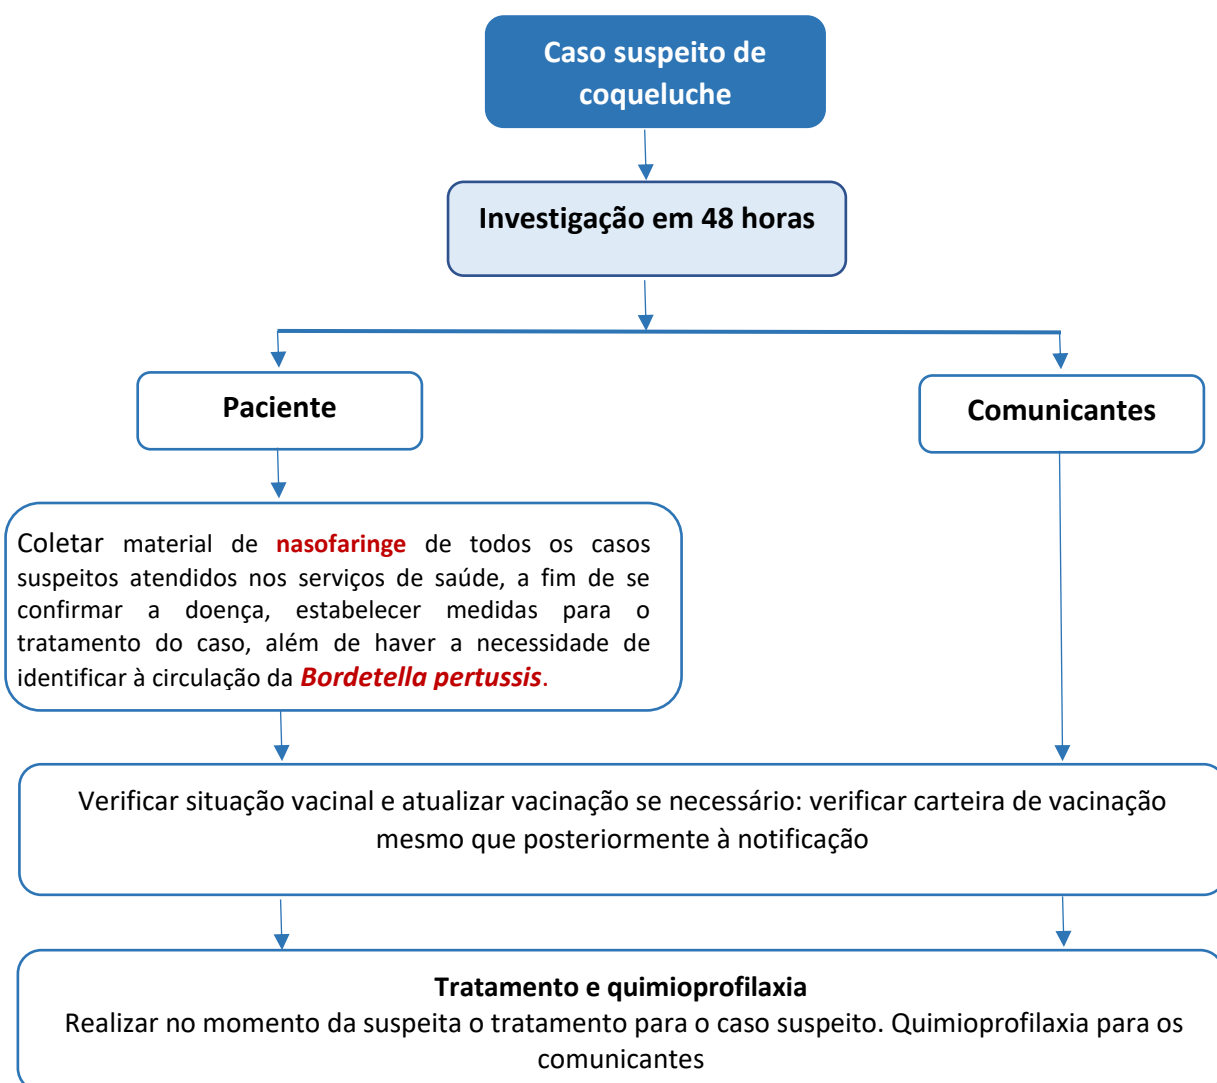 Caso suspeito de
coqueluche
Investigação em 48 horas
Paciente
Comunicantes
Coletar material de nasofaringe de todos os casos
suspeitos atendidos nos serviços de saúde, a fim de se
confirmar a doença, estabelecer medidas para o
tratamento do caso, além de haver a necessidade de
identificar à circulação da Bordetella pertussis.
Verificar situação vacinal e atualizar vacinação se necessário: verificar carteira de vacinação
mesmo que posteriormente à notificação
Tratamento e quimioprofilaxia
Realizar no momento da suspeita o tratamento para o caso suspeito. Quimioprofilaxia para os
comunicantes